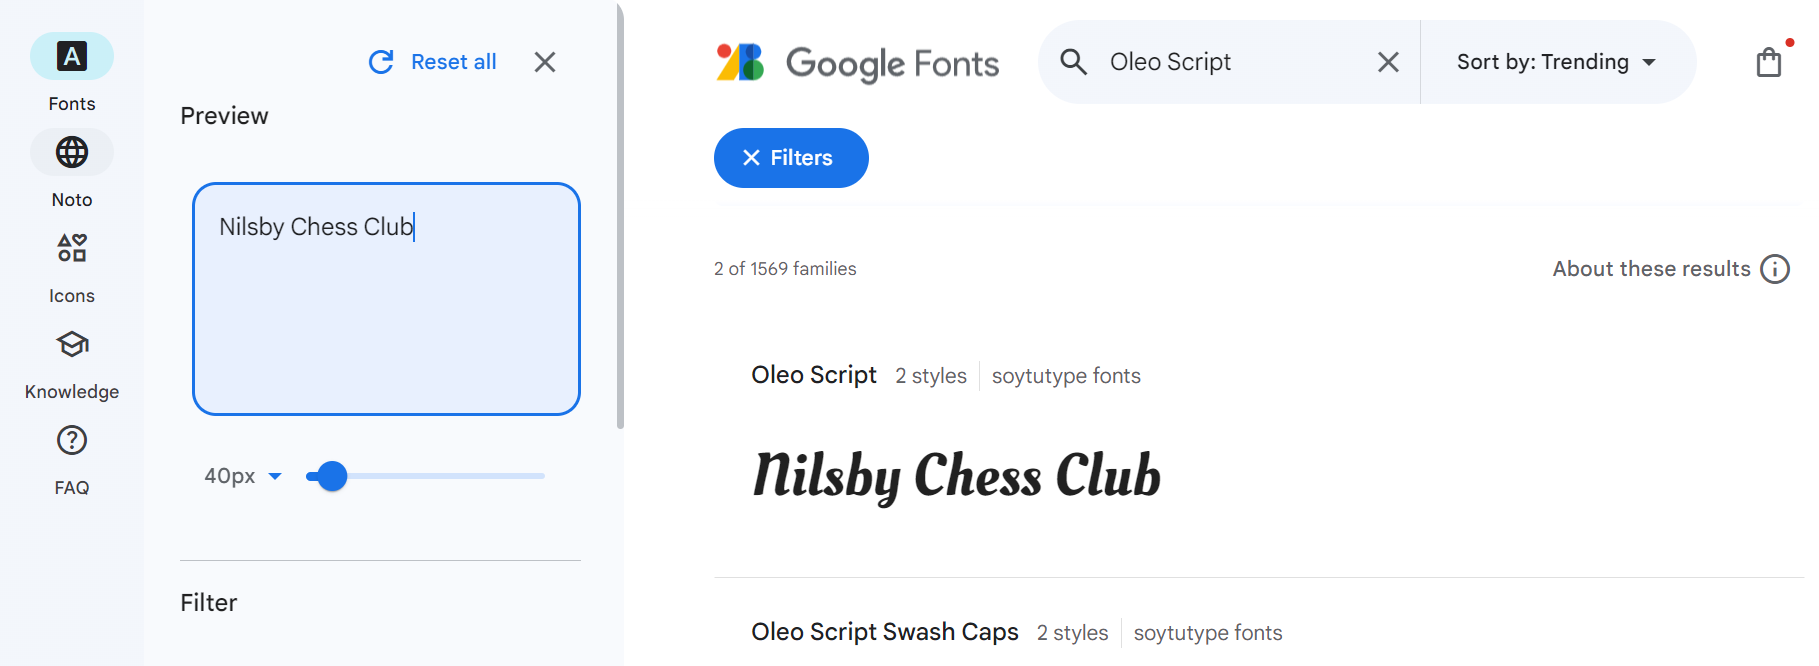 A
Fonts
Noto
Icons
Knowledge
? 
FAQ
Reset all
Preview
Nilsby Chess Club
40px
Filter
Google Fonts
Oleo Script
Sort by: Trending
Filters
2 of 1569 families
About these results
Oleo Script 2 styles soytutype fonts
Nilsby Chess Club
Oleo Script Swash Caps 2 styles soytutype fonts